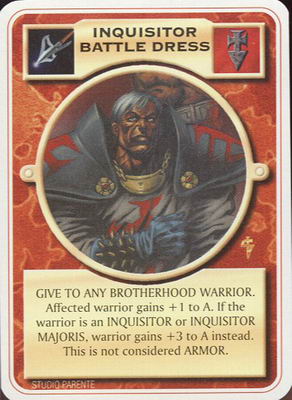 INQUISITOR
BATTLE DRESS
GIVE TO ANY BROTHERHOOD WARRIOR.
Affected warrior gains +1 to A. If the
warrior is an INQUISITOR or INQUISITOR
MAJORIS, warrior gains +3 to A instead.
This is not considered ARMOR.
STUDIO PARENTE